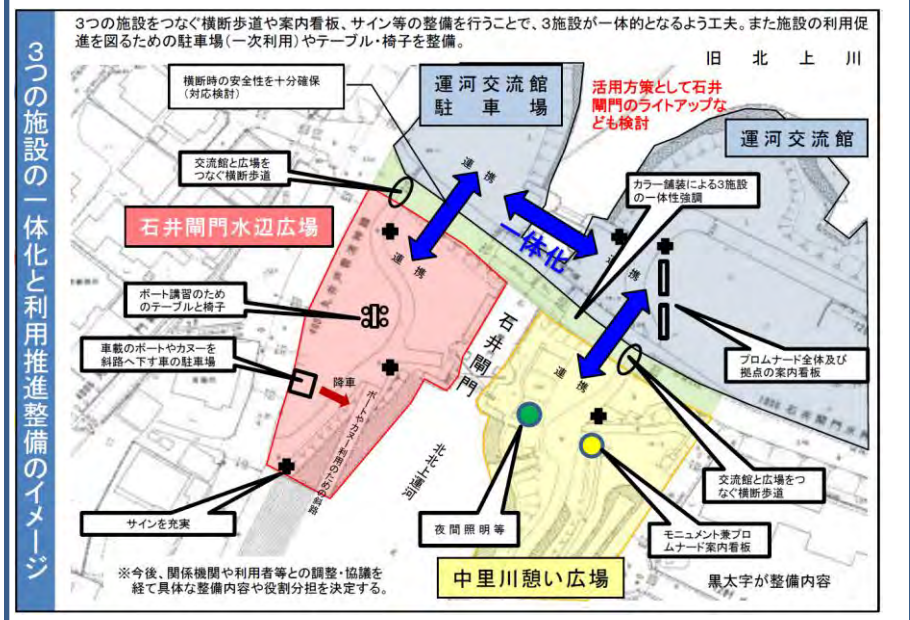 3つの施設の一体化と利用推進整備のイメージ
3つの施設をつなぐ横断歩道や案内看板、サイン等の整備を行うことで、3施設が一体的となるよう工夫。また施設の利用促
進を図るための駐車場(一次利用)やテーブル・椅子を整備。
旧北上川
横断時の安全性を十分確保
(対応検討)
運河交流館
駐車場
活用方策として石井
閘門のライトアップな
ども検討
運河交流館
交流館と広場を
つなぐ横断歩道
カラー舗装による3施設
の一体性強調
石井閘門水辺広場
連携
連携
一体化
連携
連携
ボート講習のため
のテーブルと椅子
石井閘門
車載のボートやカヌーを
斜路へ下す車の駐車場
降車
ボートやカヌー利用のための斜路
プロムナード全体及び
拠点の案内看板
北北上運河
サインを充実
夜間照明等
交流館と広場をつ
なぐ横断歩道
モニュメント兼プロ
ムナード案内看板
※今後、関係機関や利用者等との調整・協議を
経て具体な整備内容や役割分担を決定する。
中里川憩い広場
黒太字が整備内容